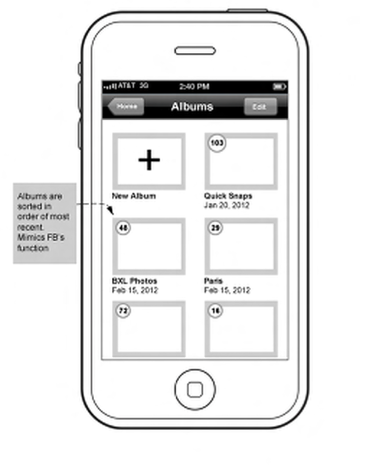 AT&T 3G 2:40 PM
Home Albums Edit
103
New Album Quick Snaps
Jan 20, 2012
Albums are
sorted in
order of most
recent.
Mimics FB's
function
48 29
BXL Photos Paris
Feb 15, 2012 Feb 15, 2012
72 16